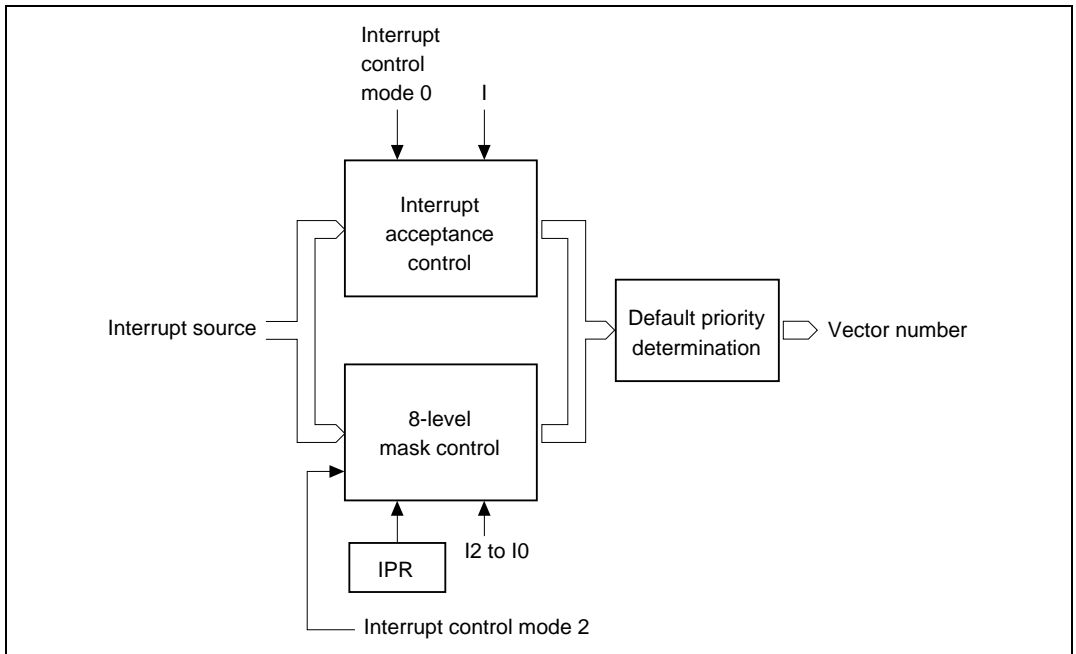 Interrupt
control
mode 0
I
Interrupt
acceptance
control
Interrupt source
Default priority
determination
Vector number
8-level
mask control
IPR
I2 to I0
Interrupt control mode 2